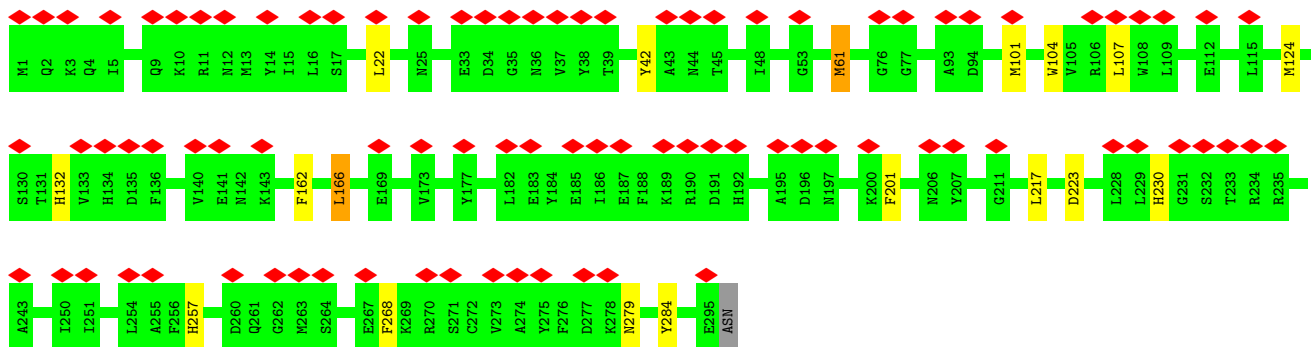 M1 Q2 K3 Q4 I5 Q9 K10 R11 N12 M13 Y14 I15 L16 S17 L22 N25 E33 D34 G35 N36 V37 Y38 T39 Y42 A43 N44 T45 I48 G53 M61 G76 G77 A93 D94 M101 W104 V105 R106 L107 W108 L109 E112 L115 M124
S130 T131 H132 V133 H134 D135 F136 V140 E141 N142 K143 F162 L166 E169 V173 Y177 L182 E183 Y184 E185 I186 E187 F188 K189 R190 D191 H192 A195 D196 N197 K200 F201 N206 Y207 G211 L217 D223 L228 L229 H230 G231 S232 T233 R234 R235
A243 I250 I251 L254 A255 F256 H257 D260 Q261 G262 M263 S264 E267 F268 K269 R270 S271 C272 V273 A274 Y275 F276 D277 K278 N279 Y284 E295 ASN